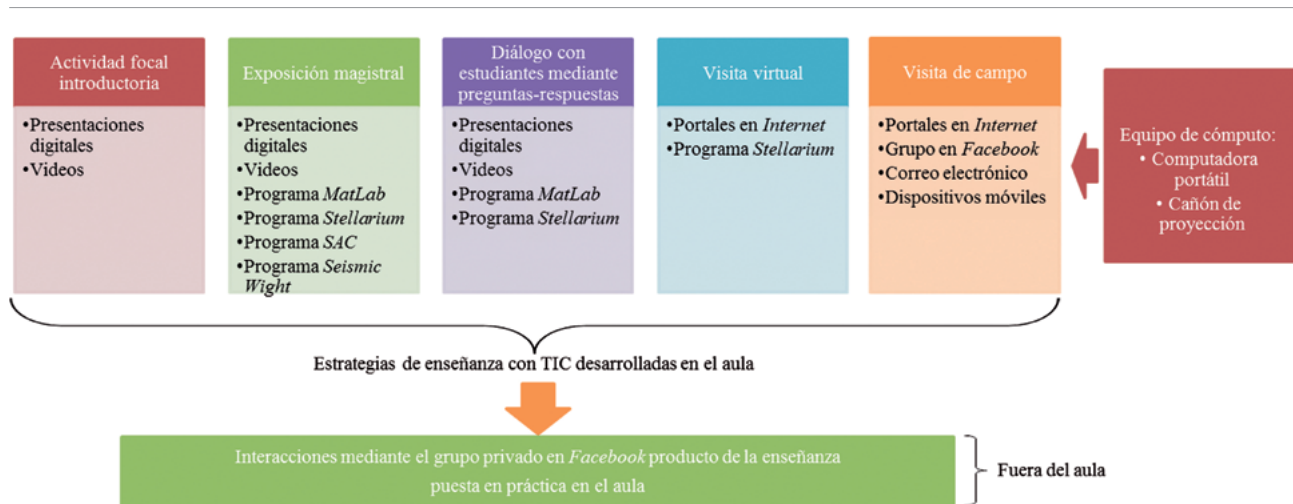 Actividad focal
introductoria
•Presentaciones
digitales
•Videos
Exposición magistral
•Presentaciones
digitales
•Videos
•Programa MatLab
•Programa Stellarium
•Programa SAC
•Programa Seismic
Wight
Diálogo con
estudiantes mediante
preguntas-respuestas
•Presentaciones
digitales
•Videos
•Programa MatLab
•Programa Stellarium
Visita virtual
•Portales en Internet
•Programa Stellarium
Visita de campo
•Portales en Internet
•Grupo en Facebook
•Correo electrónico
•Dispositivos móviles
Equipo de cómputo:
• Computadora
portátil
• Cañón de
proyección
Estrategias de enseñanza con TIC desarrolladas en el aula
Interacciones mediante el grupo privado en Facebook producto de la enseñanza
puesta en práctica en el aula
Fuera del aula